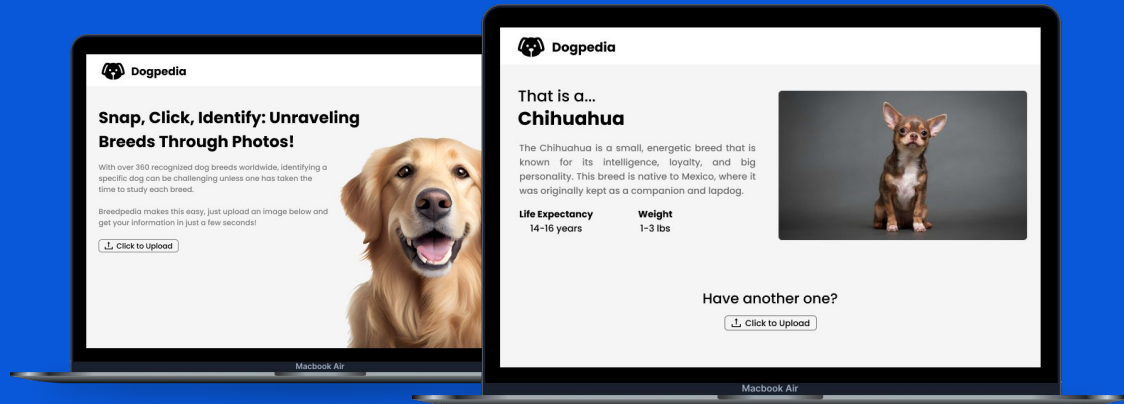 Dogpedia
Snap, Click, Identify: Unraveling
Breeds Through Photos!
With over 360 recognized dog breeds worldwide, identifying a
specific dog can be challenging unless one has taken the
time to study each breed.
Breedpedia makes this easy, just upload an image below and
get your information in just a few seconds!
Click to Upload
Macbook Air
Dogpedia
That is a...
Chihuahua
The Chihuahua is a small, energetic breed that is
known for its intelligence, loyalty, and big
personality. This breed is native to Mexico, where it
was originally kept as a companion and lapdog.
Life Expectancy Weight
14-16 years 1-3 lbs
Have another one?
Click to Upload
Macbook Air